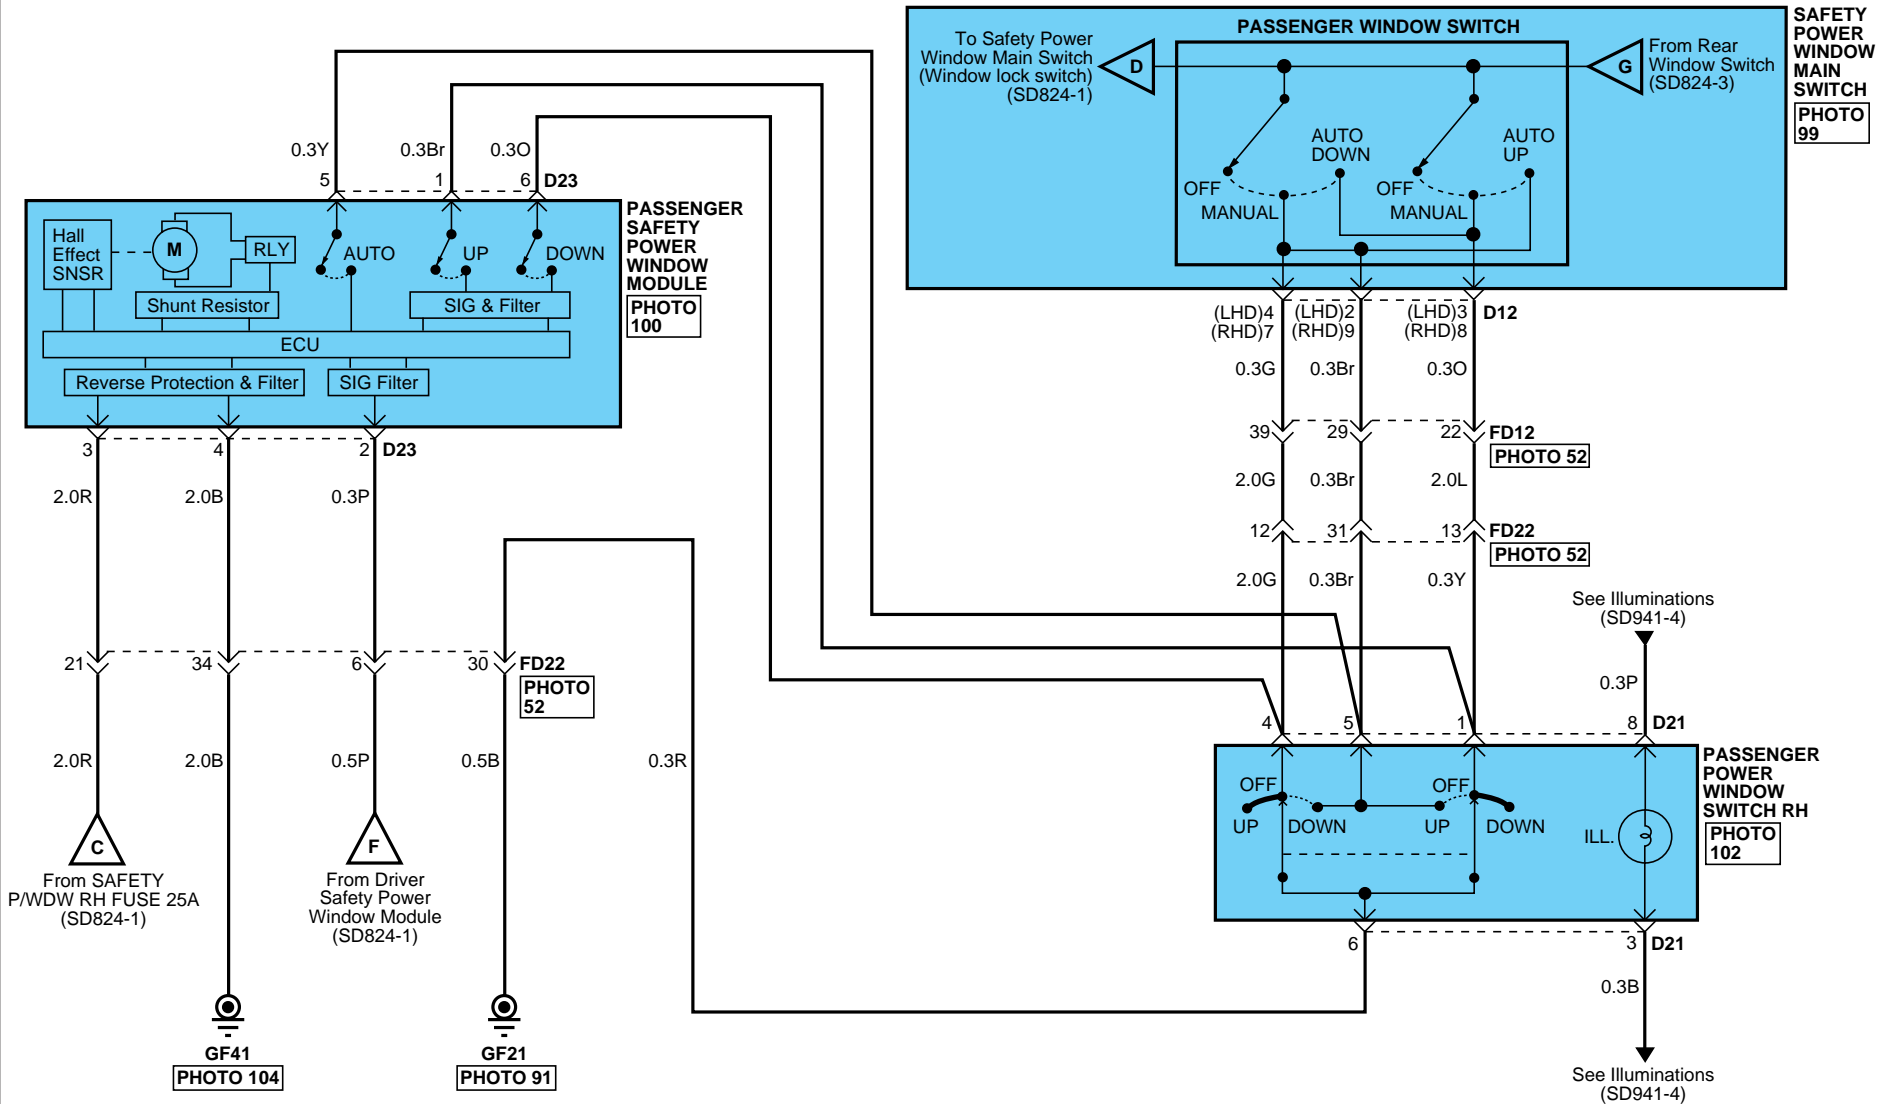 PASSENGER WINDOW SWITCH
To Safety Power
Window Main Switch
(Window lock switch)
(SD824-1)
D
G
From Rear
Window Switch
(SD824-3)
SAFETY
POWER
WINDOW
MAIN
SWITCH
PHOTO
99
AUTO
DOWN
AUTO
UP
OFF
OFF
MANUAL
MANUAL
0.3Y
0.3Br
0.3O
5
1
6
D23
PASSENGER
SAFETY
POWER
WINDOW
MODULE
PHOTO
100
Hall
Effect
SNSR
M
RLY
AUTO
UP
DOWN
Shunt Resistor
SIG & Filter
ECU
Reverse Protection & Filter
SIG Filter
3
4
2
D23
2.0R
2.0B
0.3P
(LHD)4
(LHD)2
(LHD)3
D12
(RHD)7
(RHD)9
(RHD)8
0.3G
0.3Br
0.3O
39
29
22
FD12
PHOTO 52
2.0G
0.3Br
2.0L
12
31
13
FD22
PHOTO 52
2.0G
0.3Br
0.3Y
See Illuminations
(SD941-4)
0.3P
21
34
6
30
FD22
PHOTO
52
2.0R
2.0B
0.5P
0.5B
0.3R
4
5
1
8
D21
PASSENGER
POWER
WINDOW
SWITCH RH
PHOTO
102
OFF
OFF
UP
DOWN
UP
DOWN
ILL.
C
F
From SAFETY
P/WDW RH FUSE 25A
(SD824-1)
From Driver
Safety Power
Window Module
(SD824-1)
6
3
D21
0.3B
GF41
PHOTO 104
GF21
PHOTO 91
See Illuminations
(SD941-4)